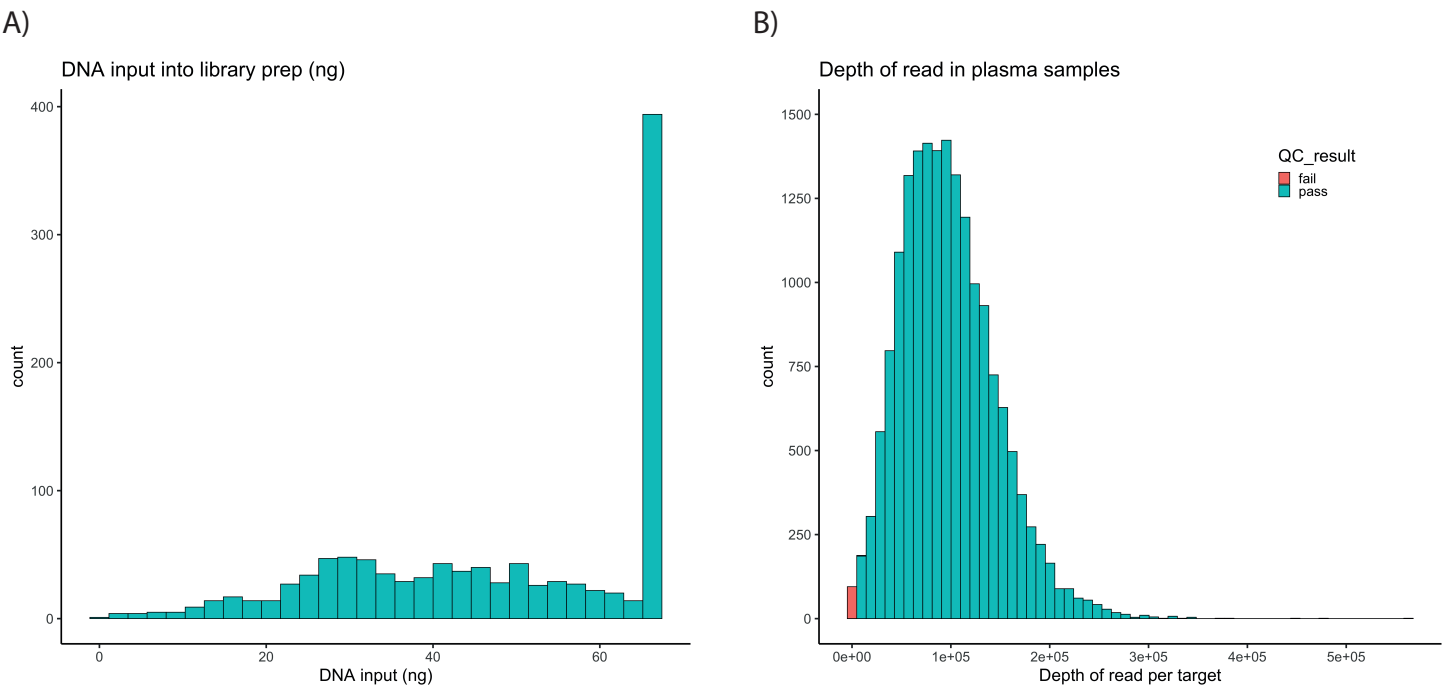 A)
DNA input into library prep (ng)
400
300
200
100
0
count
0 20 40 60
DNA input (ng)
B)
Depth of read in plasma samples
1500
1250
1000
750
500
250
0
count
QC_result
fail
pass
0e+00 1e+05 2e+05 3e+05 4e+05 5e+05
Depth of read per target